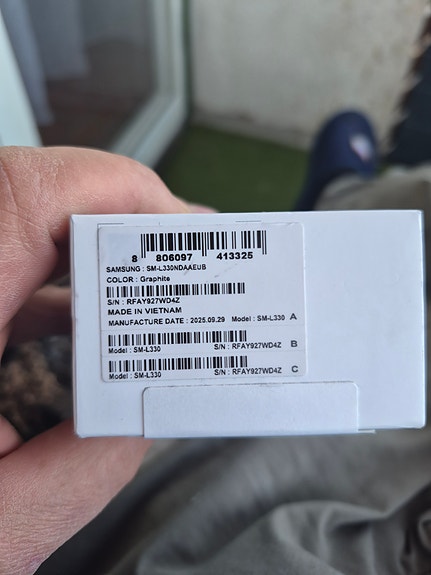 8 806097 413325
SAMSUNG : SM-L330NDAAEUB
COLOR : Graphite
S/N : RFAY927WD4Z
MADE IN VIETNAM
MANUFACTURE DATE : 2025.09.29 Model : SM-L330 A
Model : SM-L330 S/N : RFAY927WD4Z B
Model : SM-L330 S/N : RFAY927WD4Z C